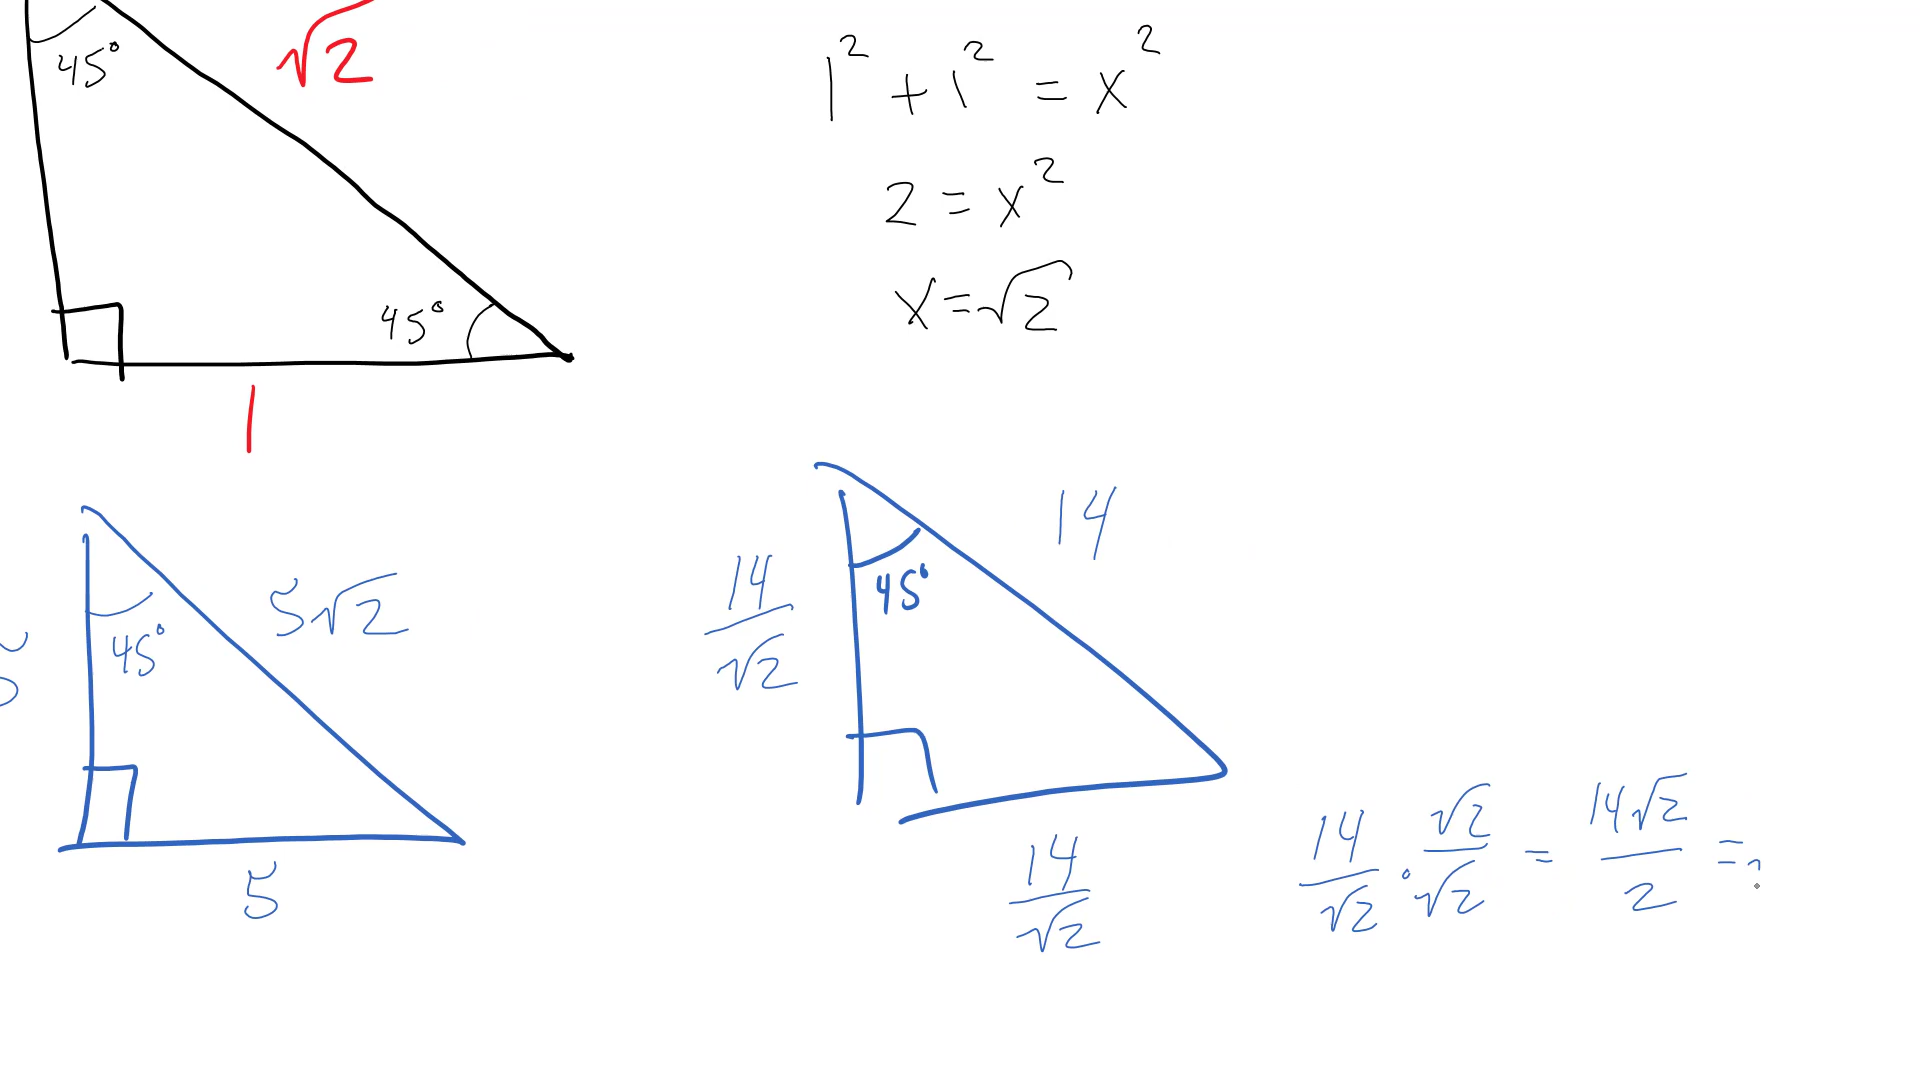 45°
√2
1² + 1² = x²
2 = x²
x = √2
45°
1
14
45°
14/√2
5√2
45°
5
14/√2
14/√2 · √2/√2 = 14√2/2 =